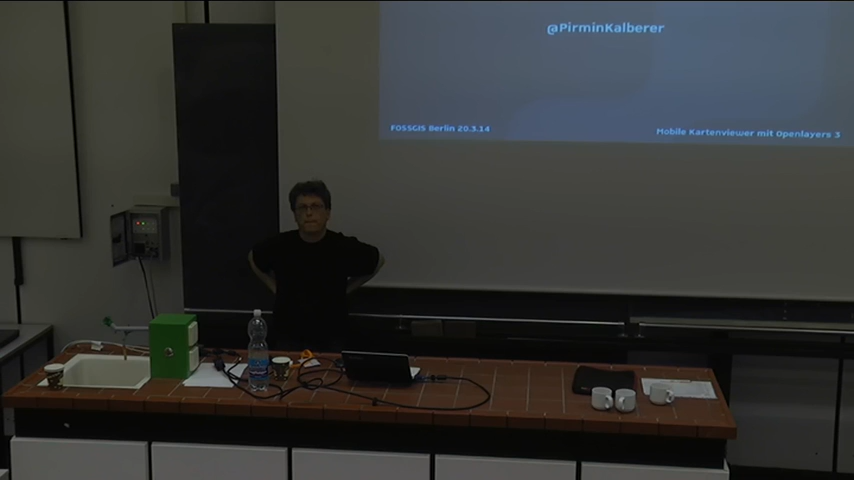 @PirminKalberer
FOSSGIS Berlin 20.3.14
Mobile Kartenviewer mit Openlayers 3